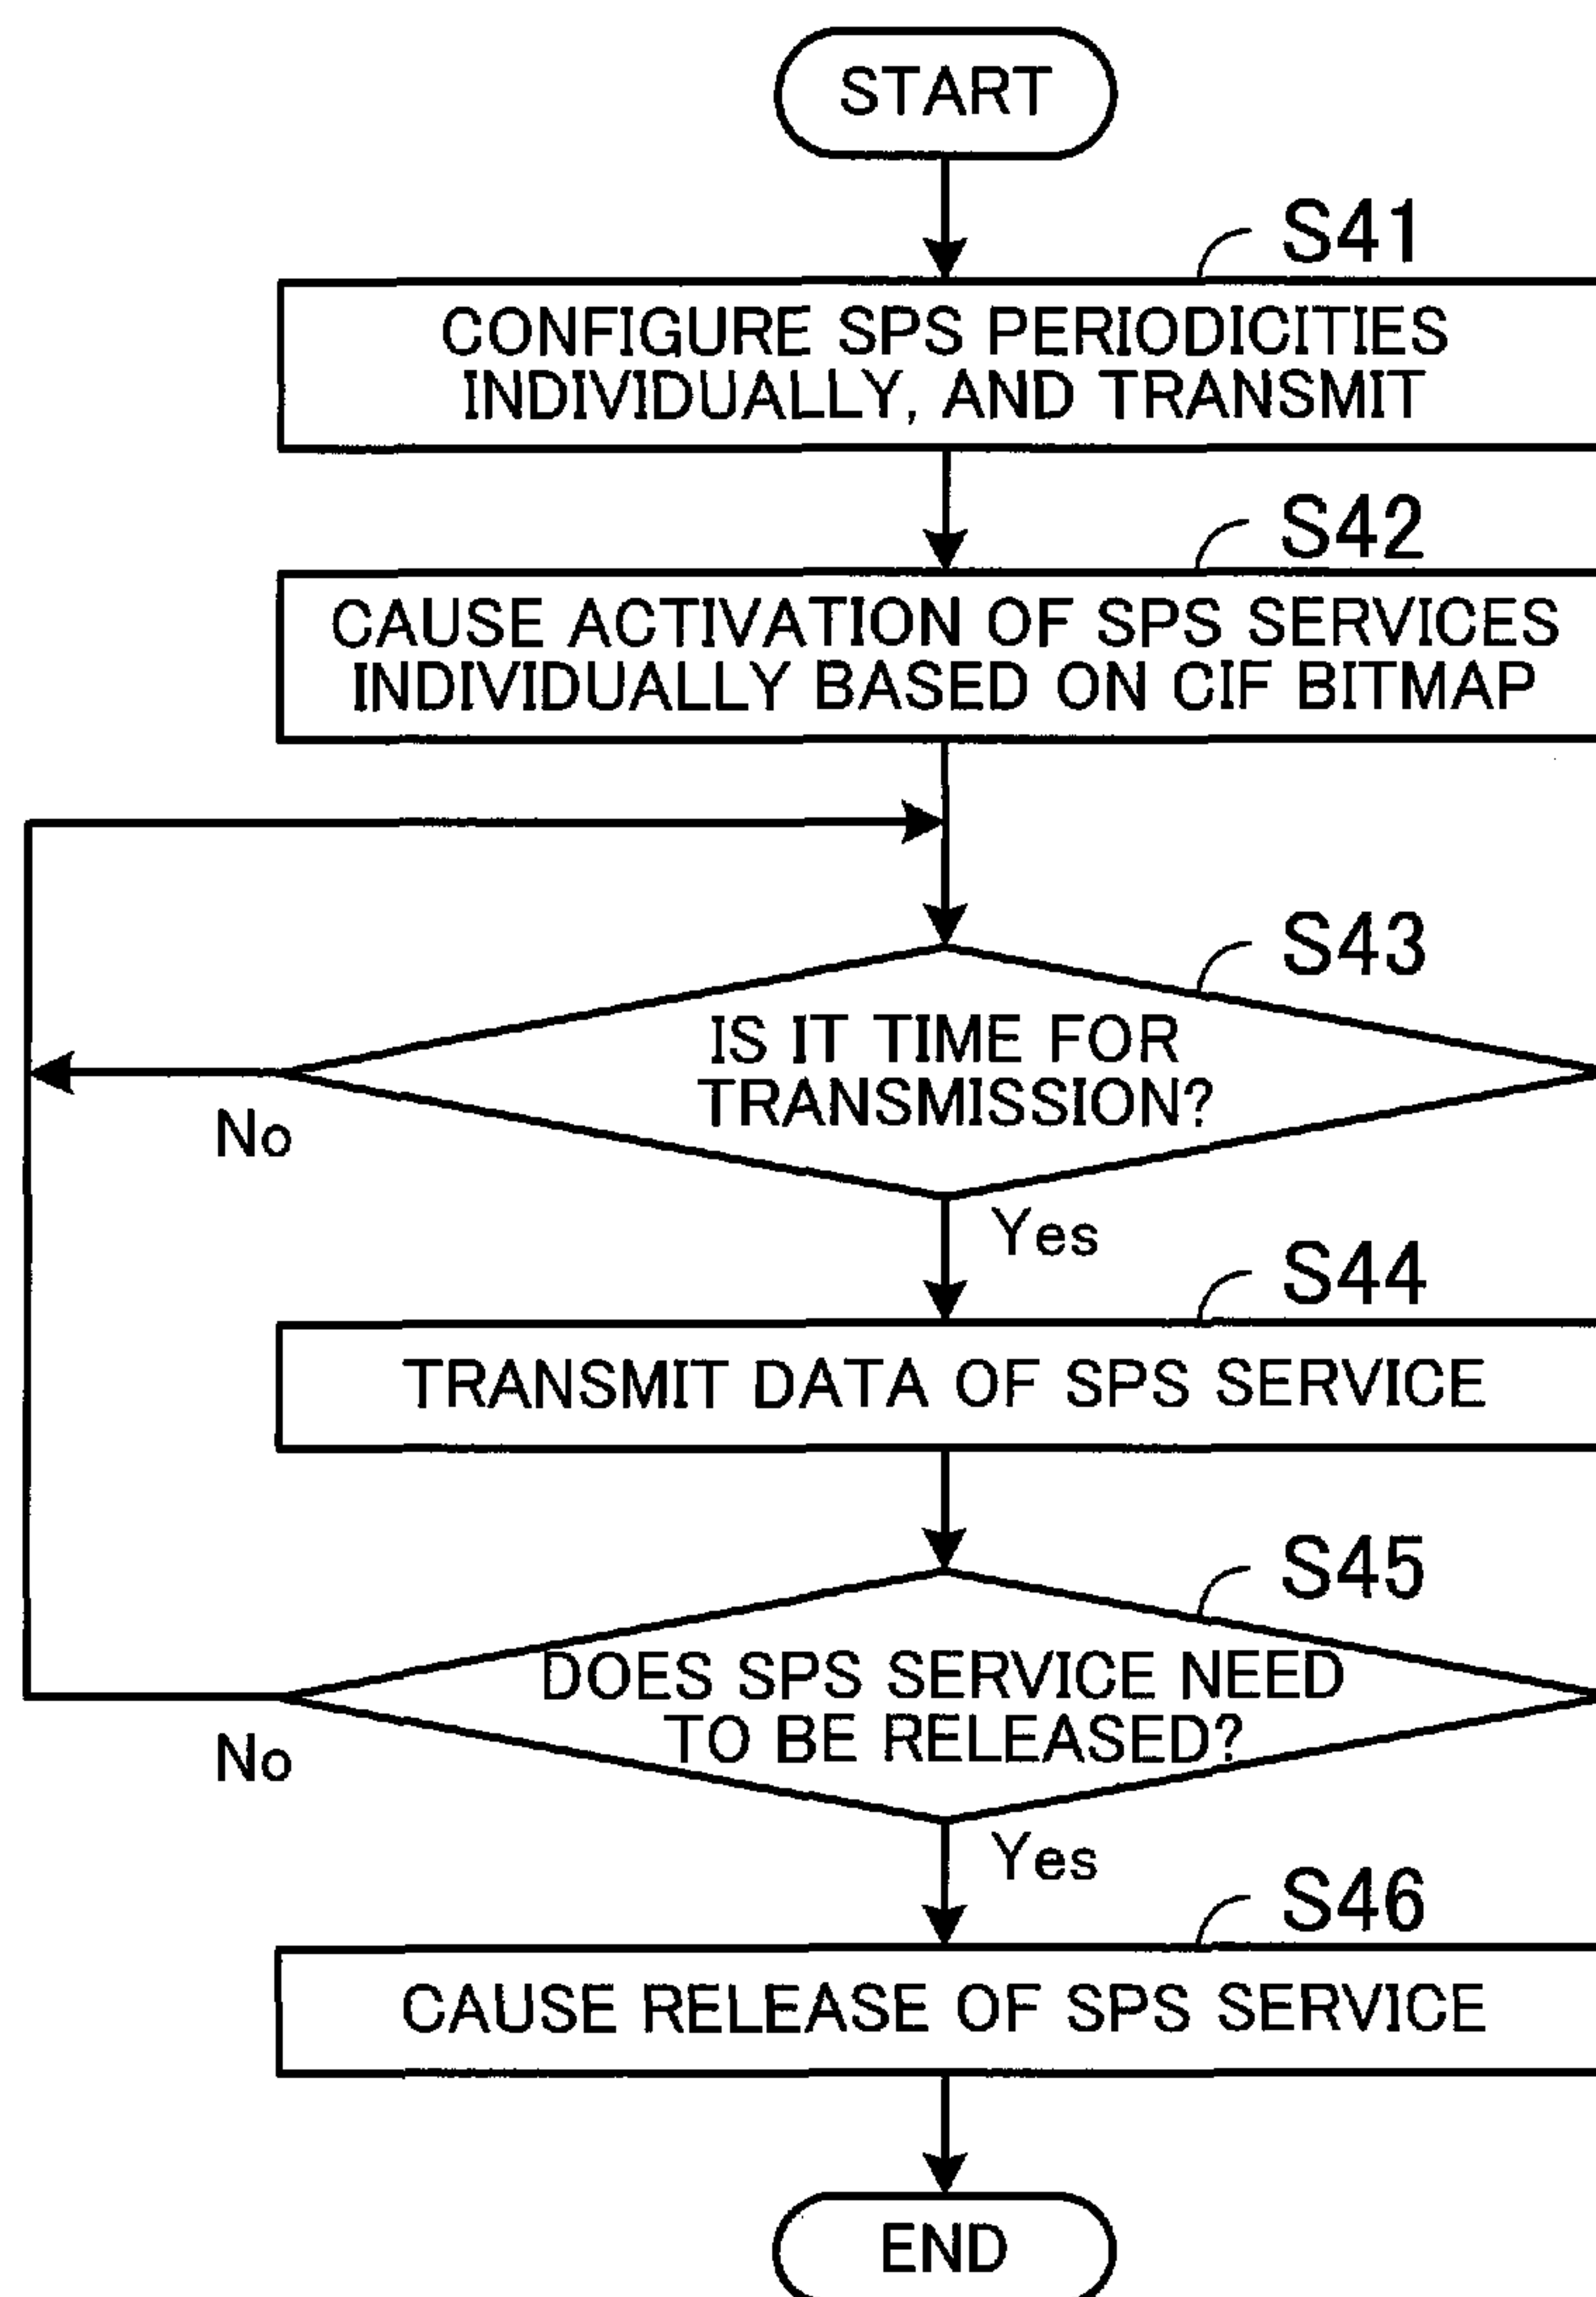 START
S41
CONFIGURE SPS PERIODICITIES
INDIVIDUALLY, AND TRANSMIT
S42
CAUSE ACTIVATION OF SPS SERVICES
INDIVIDUALLY BASED ON CIF BITMAP
S43
IS IT TIME FOR
TRANSMISSION?
No
Yes
S44
TRANSMIT DATA OF SPS SERVICE
S45
DOES SPS SERVICE NEED
TO BE RELEASED?
No
Yes
S46
CAUSE RELEASE OF SPS SERVICE
END